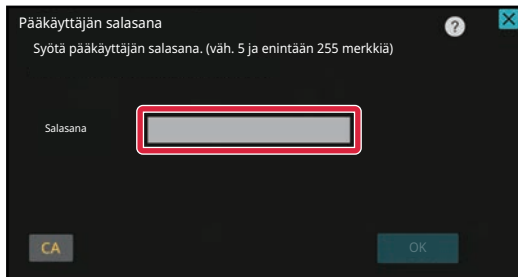 Pääkäyttäjän salasana
?
Syötä pääkäyttäjän salasana. (väh. 5 ja enintään 255 merkkiä)
Salasana
CA
OK